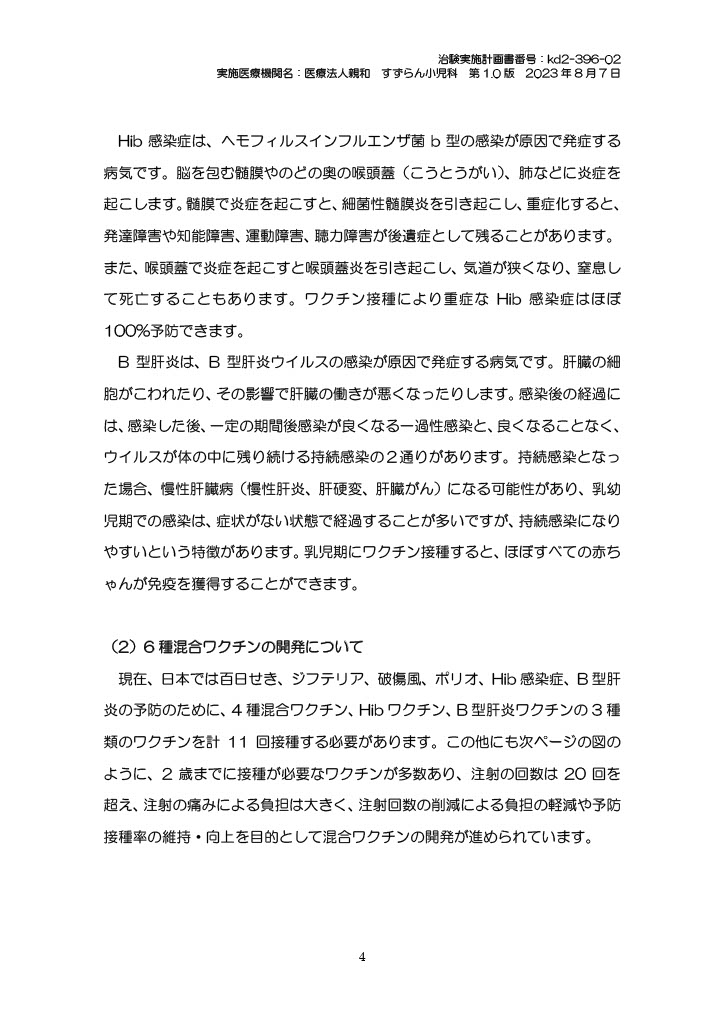 治験実施計画書番号：kd2-396-02
実施医療機関名：医療法人親和　すずらん小児科　第 1.0 版　2023 年 8 月 7 日
Hib 感染症は、ヘモフィルスインフルエンザ菌 b 型の感染が原因で発症する
病気です。脳を包む髄膜やのどの奥の喉頭蓋（こうとうがい）、肺などに炎症を
起こします。髄膜で炎症を起こすと、細菌性髄膜炎を引き起こし、重症化すると、
発達障害や知能障害、運動障害、聴力障害が後遺症として残ることがあります。
また、喉頭蓋で炎症を起こすと喉頭蓋炎を引き起こし、気道が狭くなり、窒息し
て死亡することもあります。ワクチン接種により重症な Hib 感染症はほぼ
100%予防できます。
B 型肝炎は、B 型肝炎ウイルスの感染が原因で発症する病気です。肝臓の細
胞がこわれたり、その影響で肝臓の働きが悪くなったりします。感染後の経過に
は、感染した後、一定の期間後感染が良くなる一過性感染と、良くなることなく、
ウイルスが体の中に残り続ける持続感染の２通りがあります。持続感染となっ
た場合、慢性肝臓病（慢性肝炎、肝硬変、肝臓がん）になる可能性があり、乳幼
児期での感染は、症状がない状態で経過することが多いですが、持続感染になり
やすいという特徴があります。乳児期にワクチン接種すると、ほぼすべての赤ち
ゃんが免疫を獲得することができます。
（2）6 種混合ワクチンの開発について
現在、日本では百日せき、ジフテリア、破傷風、ポリオ、Hib 感染症、B 型肝
炎の予防のために、4 種混合ワクチン、Hib ワクチン、B 型肝炎ワクチンの 3 種
類のワクチンを計 11 回接種する必要があります。この他にも次ページの図の
ように、2 歳までに接種が必要なワクチンが多数あり、注射の回数は 20 回を
超え、注射の痛みによる負担は大きく、注射回数の削減による負担の軽減や予防
接種率の維持・向上を目的として混合ワクチンの開発が進められています。
4